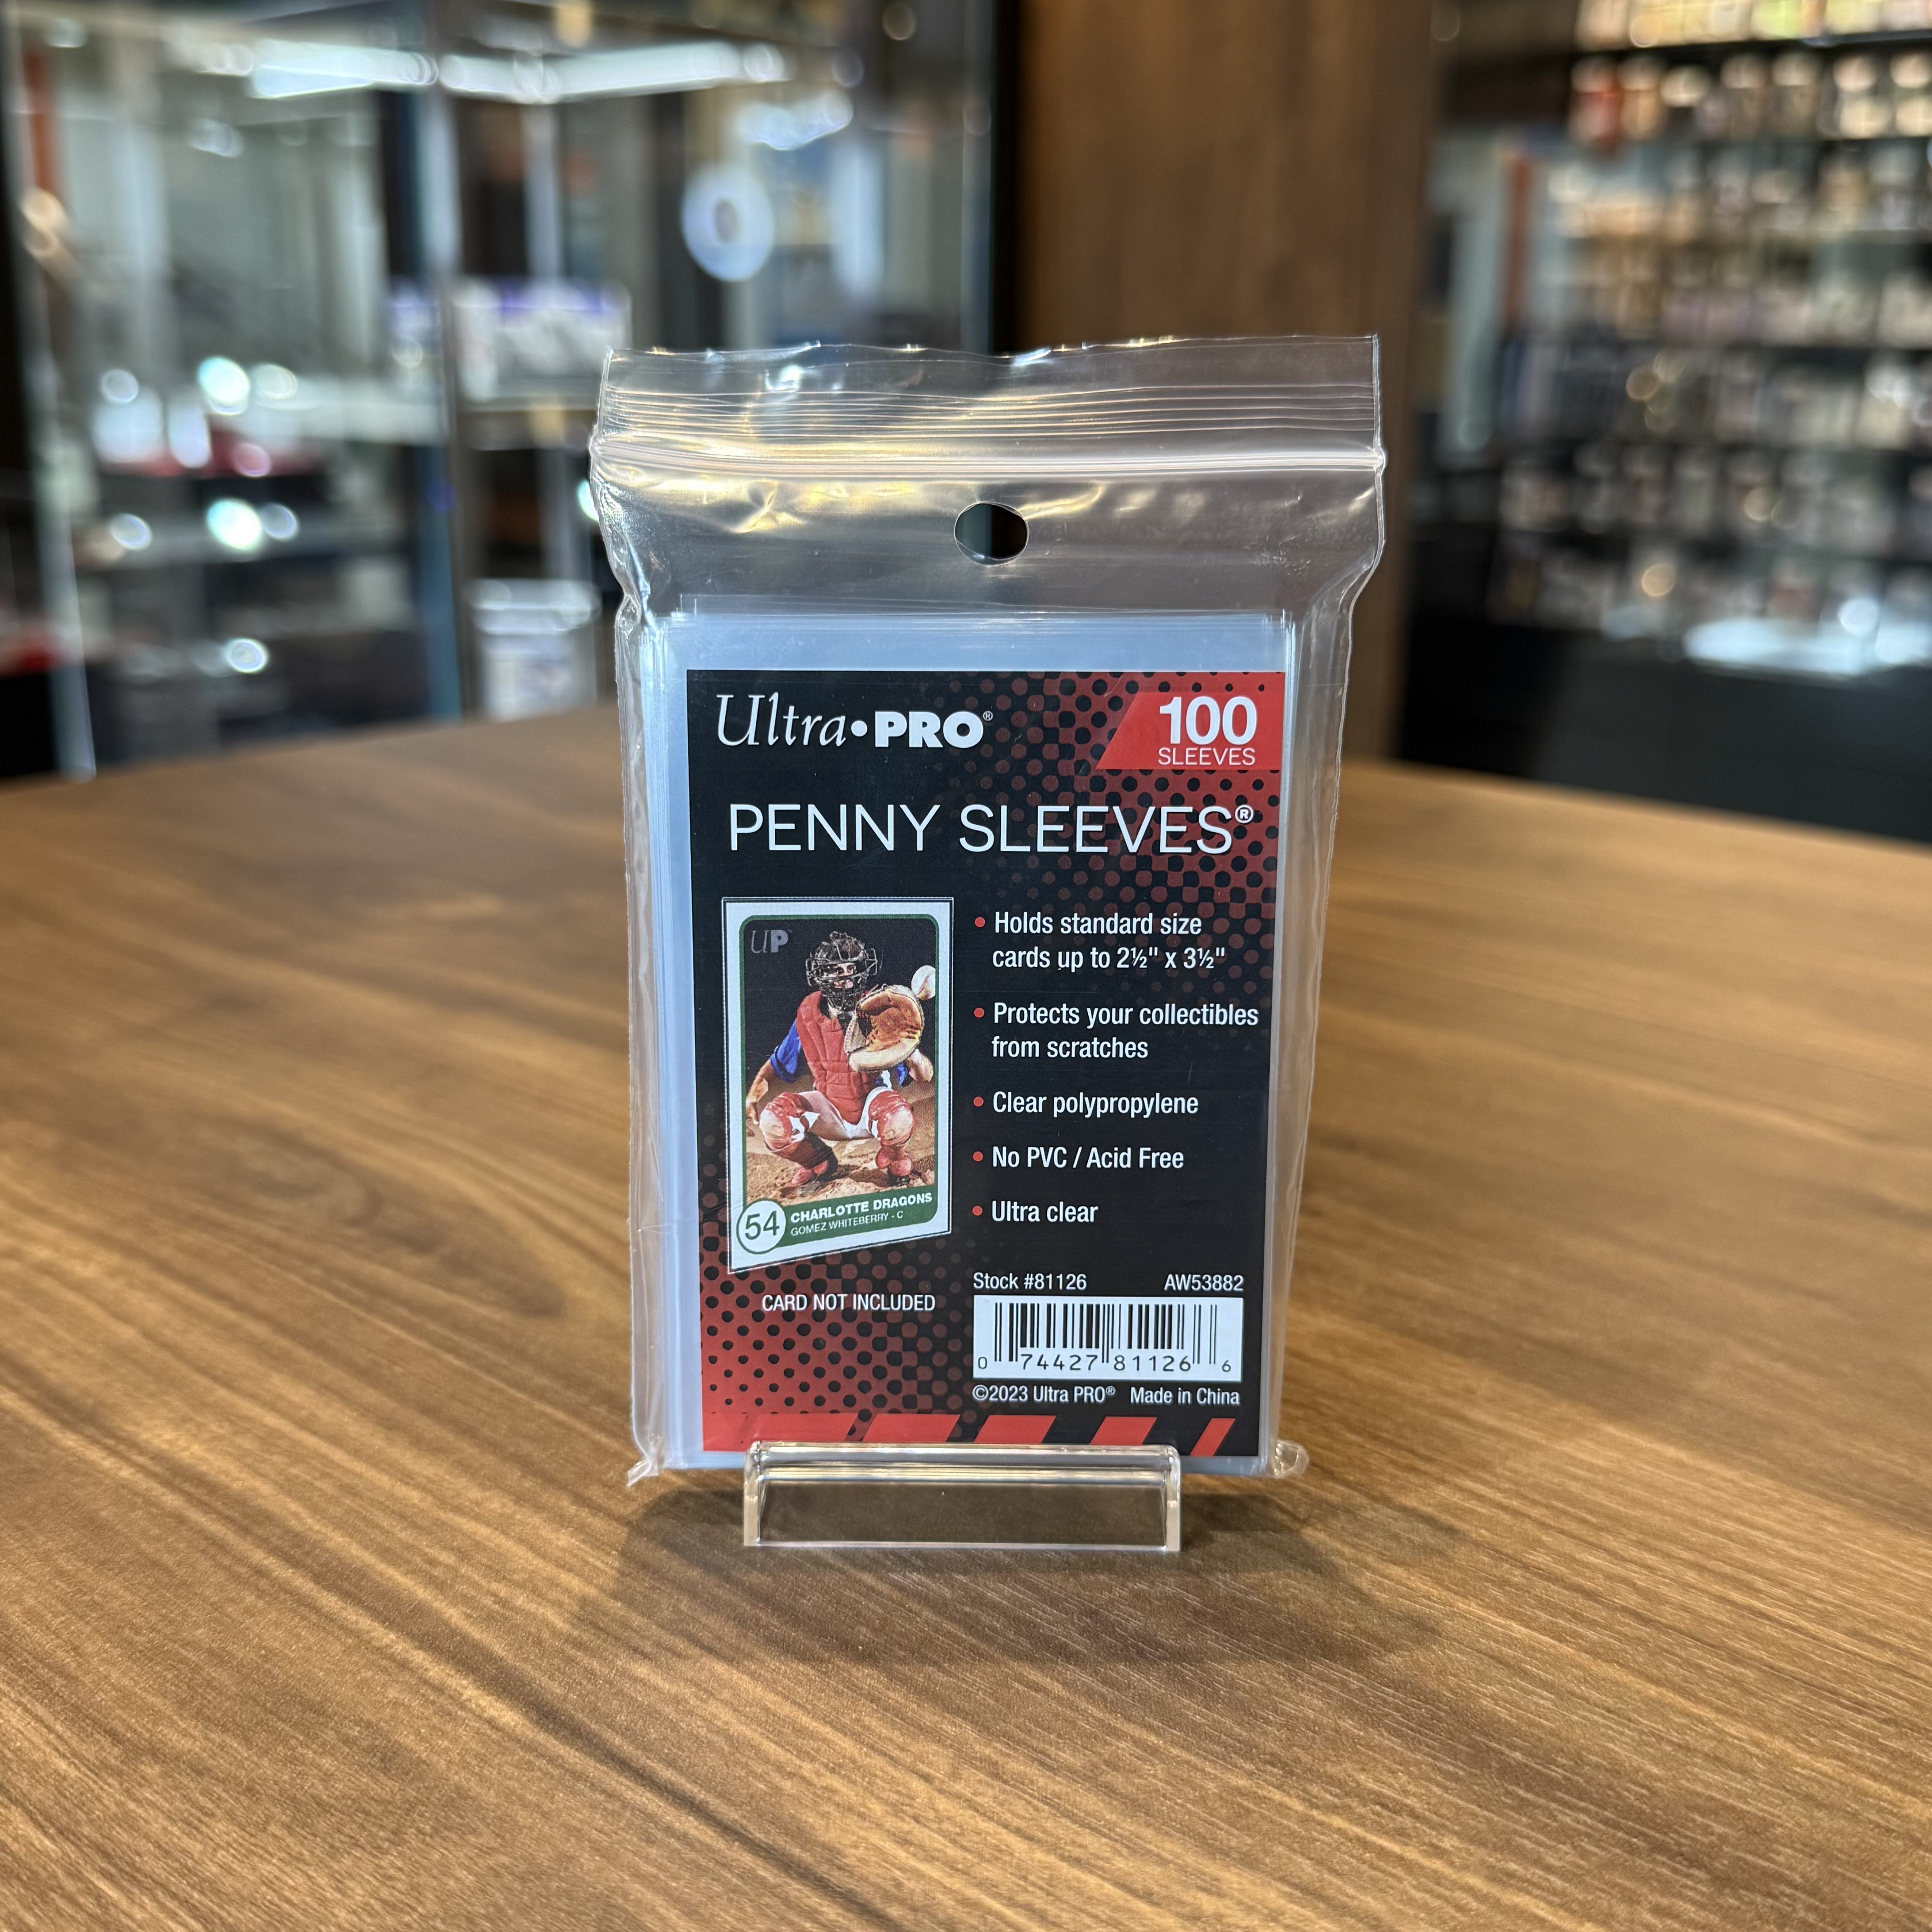 Ultra•PRO®
100
SLEEVES
PENNY SLEEVES®
UP
54
CHARLOTTE DRAGONS
GOMEZ WHITEBERRY - C
CARD NOT INCLUDED
• Holds standard size
cards up to 2½" x 3½"
• Protects your collectibles
from scratches
• Clear polypropylene
• No PVC / Acid Free
• Ultra clear
Stock #81126 AW53882
0 74427 81126 6
©2023 Ultra PRO® Made in China